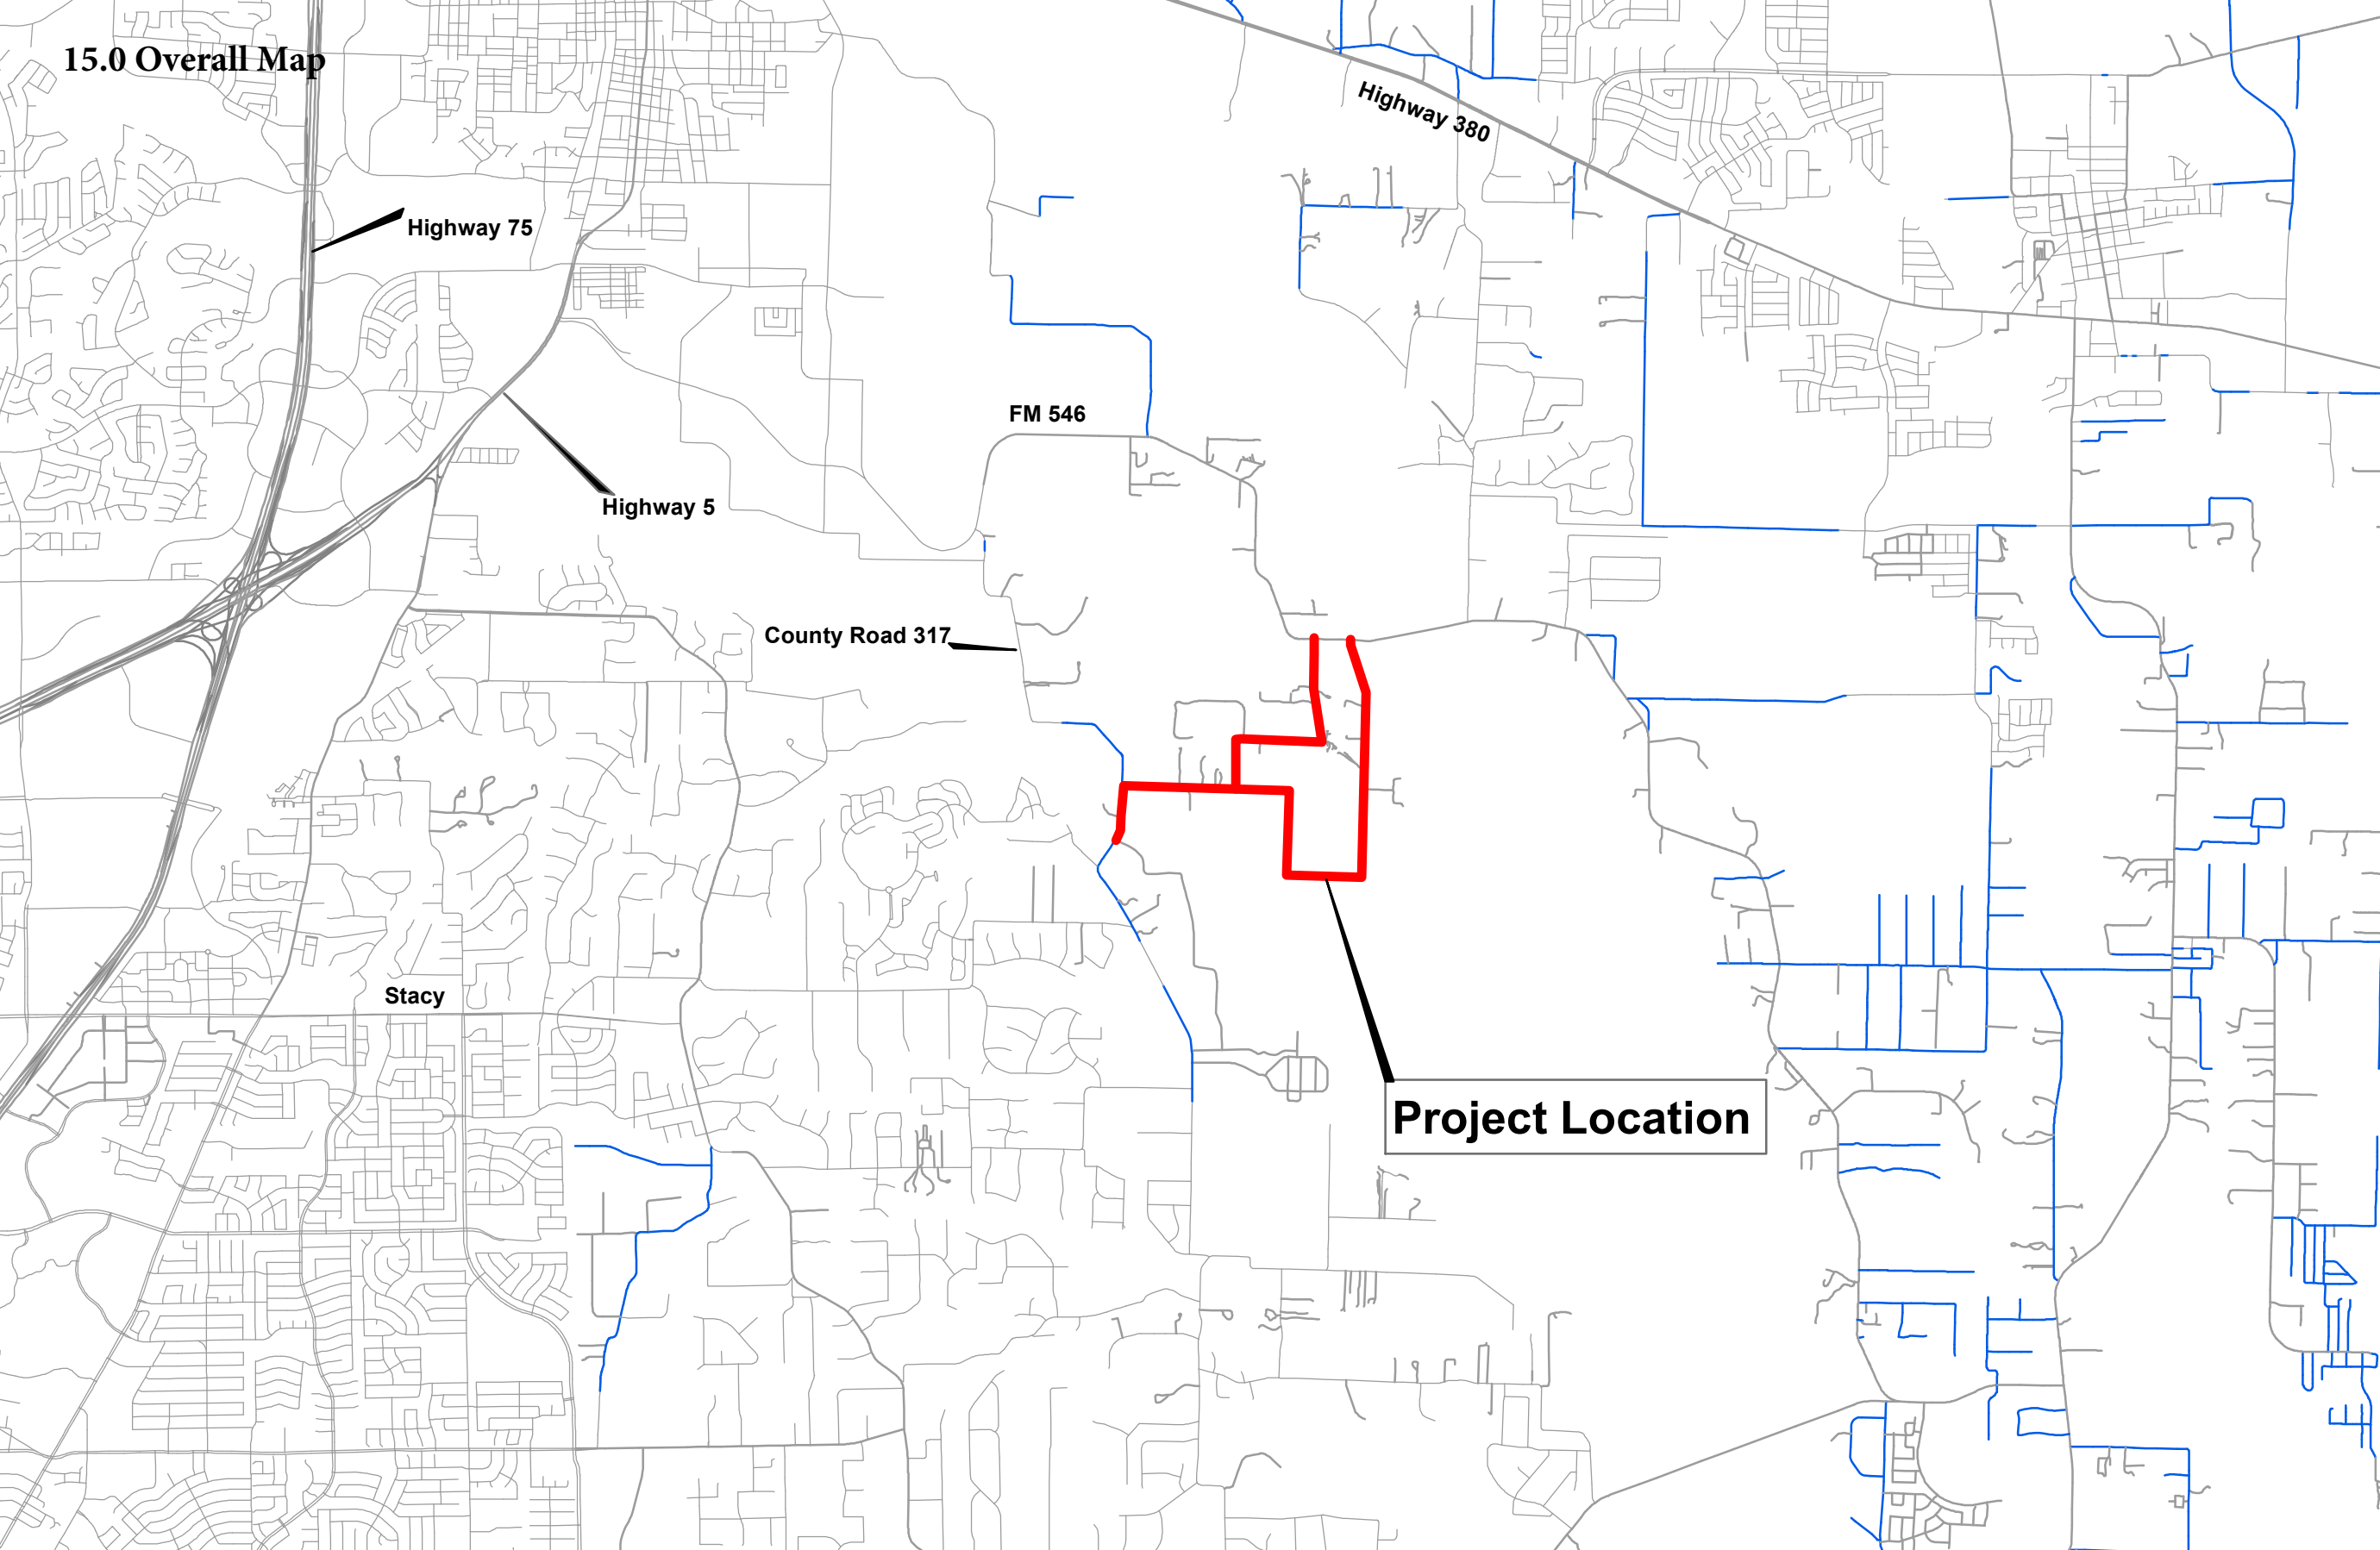 15.0 Overall Map
Highway 380
Highway 75
FM 546
Highway 5
County Road 317
Stacy
Project Location